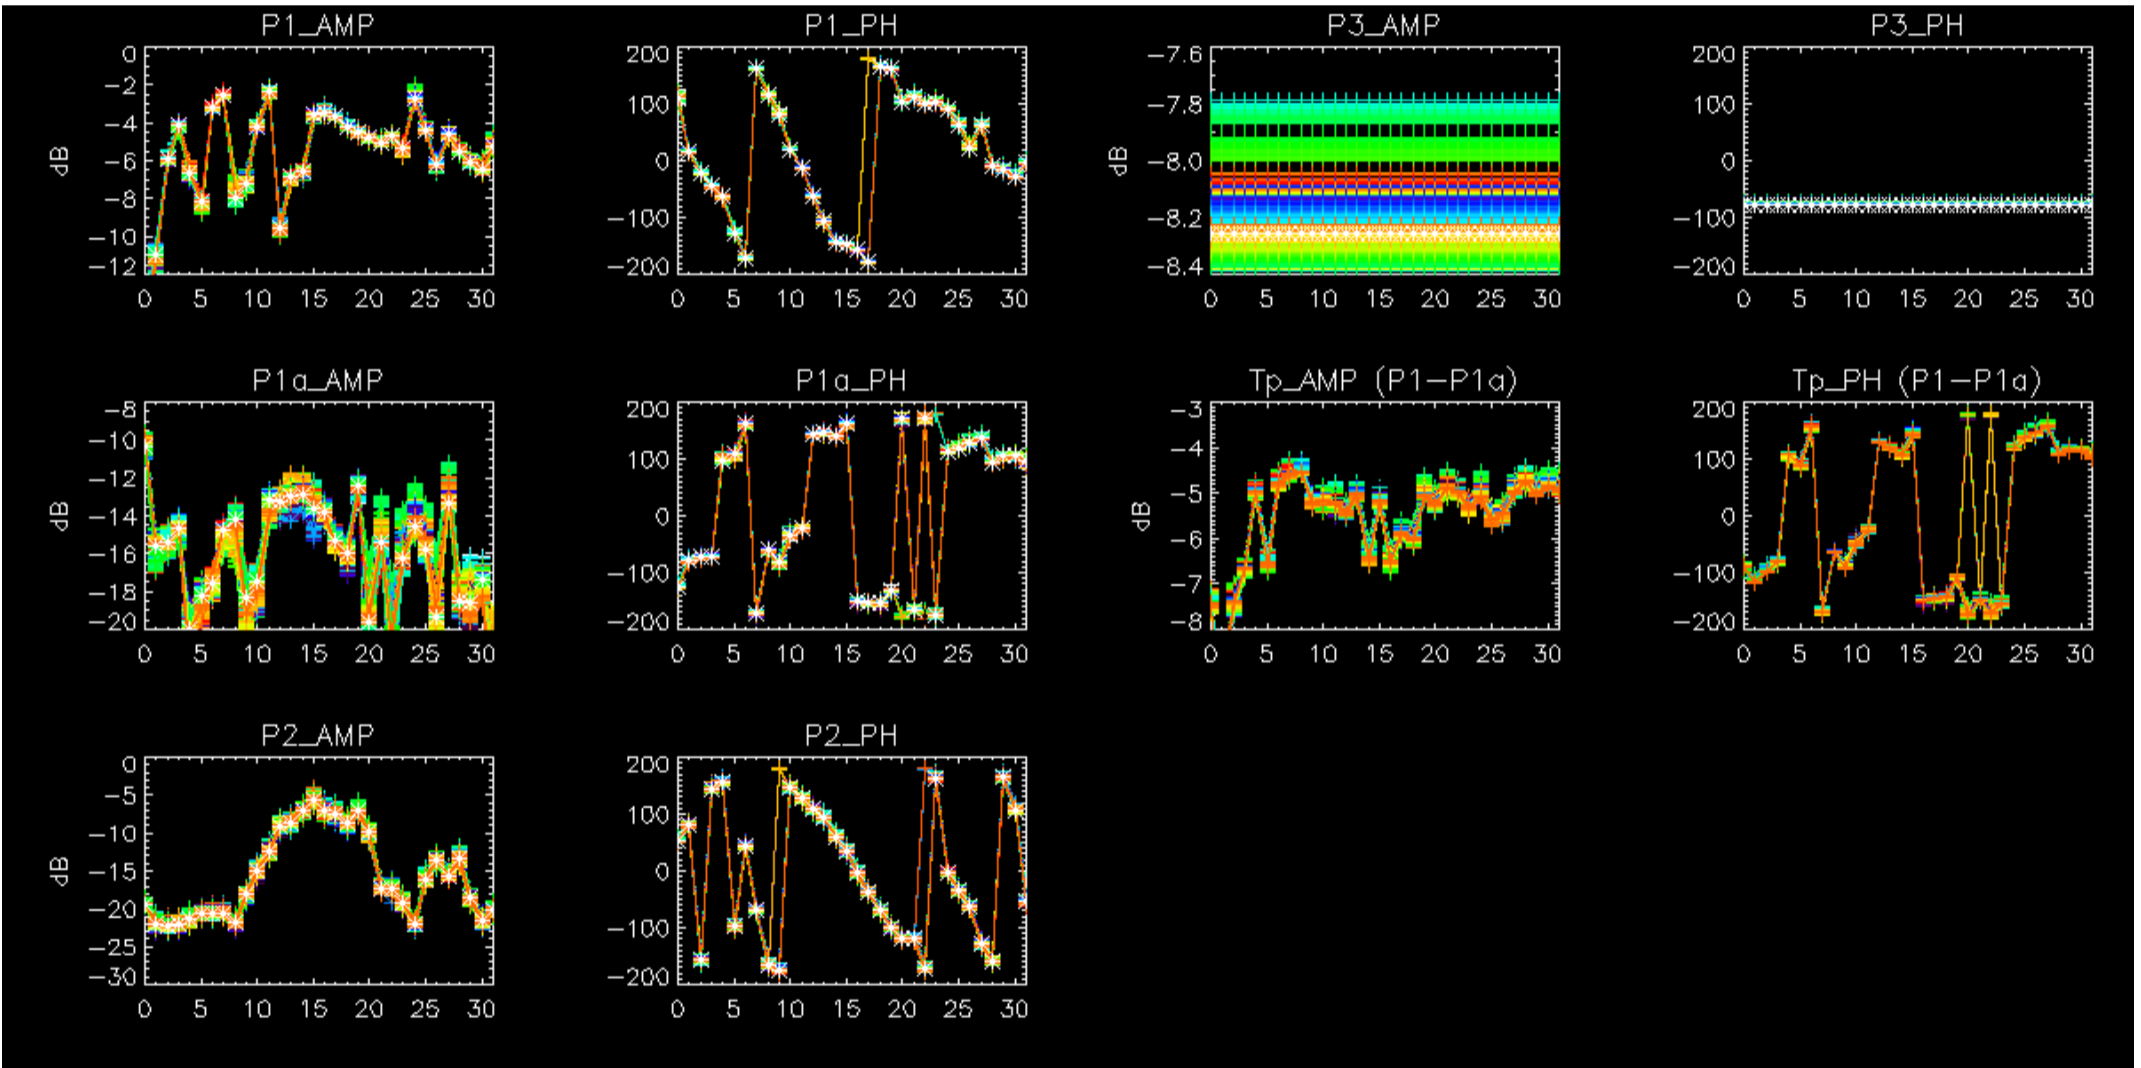 P1_AMP
P1_PH
P3_AMP
P3_PH
0
-2
-4
-6
-8
-10
-12
dB
0 5 10 15 20 25 30
200
100
0
-100
-200
0 5 10 15 20 25 30
-7.6
-7.8
-8.0
-8.2
-8.4
dB
0 5 10 15 20 25 30
200
100
0
-100
-200
0 5 10 15 20 25 30
P1a_AMP
P1a_PH
Tp_AMP (P1-P1a)
Tp_PH (P1-P1a)
-8
-10
-12
-14
-16
-18
-20
dB
0 5 10 15 20 25 30
200
100
0
-100
-200
0 5 10 15 20 25 30
-3
-4
-5
-6
-7
-8
dB
0 5 10 15 20 25 30
200
100
0
-100
-200
0 5 10 15 20 25 30
P2_AMP
P2_PH
0
-5
-10
-15
-20
-25
-30
dB
0 5 10 15 20 25 30
200
100
0
-100
-200
0 5 10 15 20 25 30